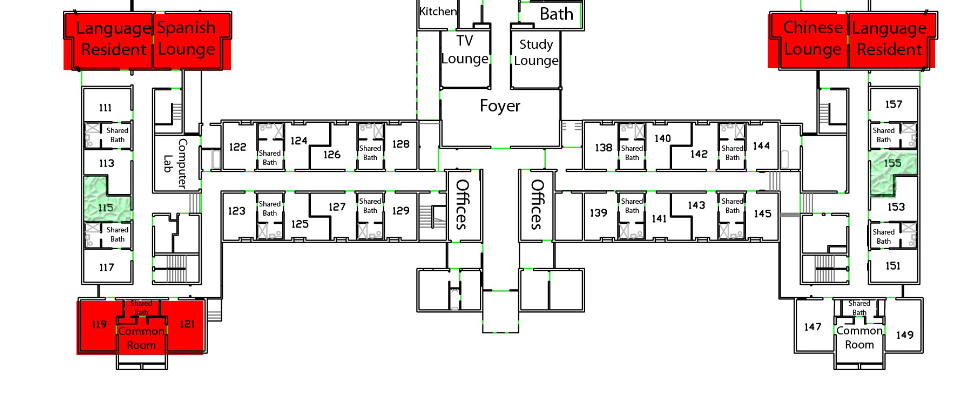 Kitchen
Bath
Language
Resident
Spanish
Lounge
TV
Lounge
Study
Lounge
Chinese
Lounge
Language
Resident
Foyer
111
Shared
Bath
113
115
Shared
Bath
117
Computer
Lab
122
Shared
Bath
124
126
Shared
Bath
128
123
Shared
Bath
125
127
Shared
Bath
129
Offices
Offices
138
Shared
Bath
140
142
Shared
Bath
144
139
Shared
Bath
141
143
Shared
Bath
145
157
Shared
Bath
155
153
Shared
Bath
151
119
Shared
Bath
121
Common
Room
147
Shared
Bath
149
Common
Room